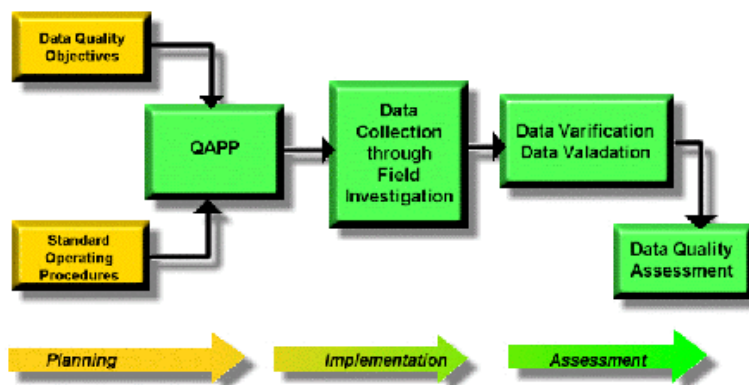 Data Quality
Objectives
QAPP
Standard
Operating
Procedures
Data
Collection
through
Field
Investigation
Data Varification
Data Valadation
Data Quality
Assessment
Planning
Implementation
Assessment